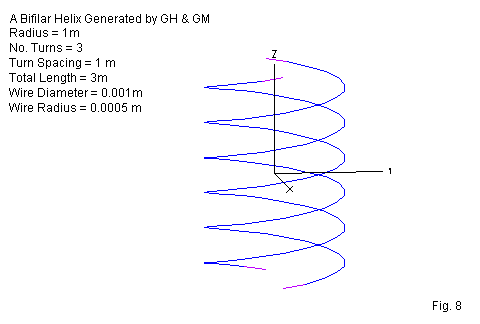 A Bifilar Helix Generated by GH & GM
Radius = 1m
No. Turns = 3
Turn Spacing = 1 m
Total Length = 3m
Wire Diameter = 0.001m
Wire Radius = 0.0005 m
Z
1
X
Fig. 8